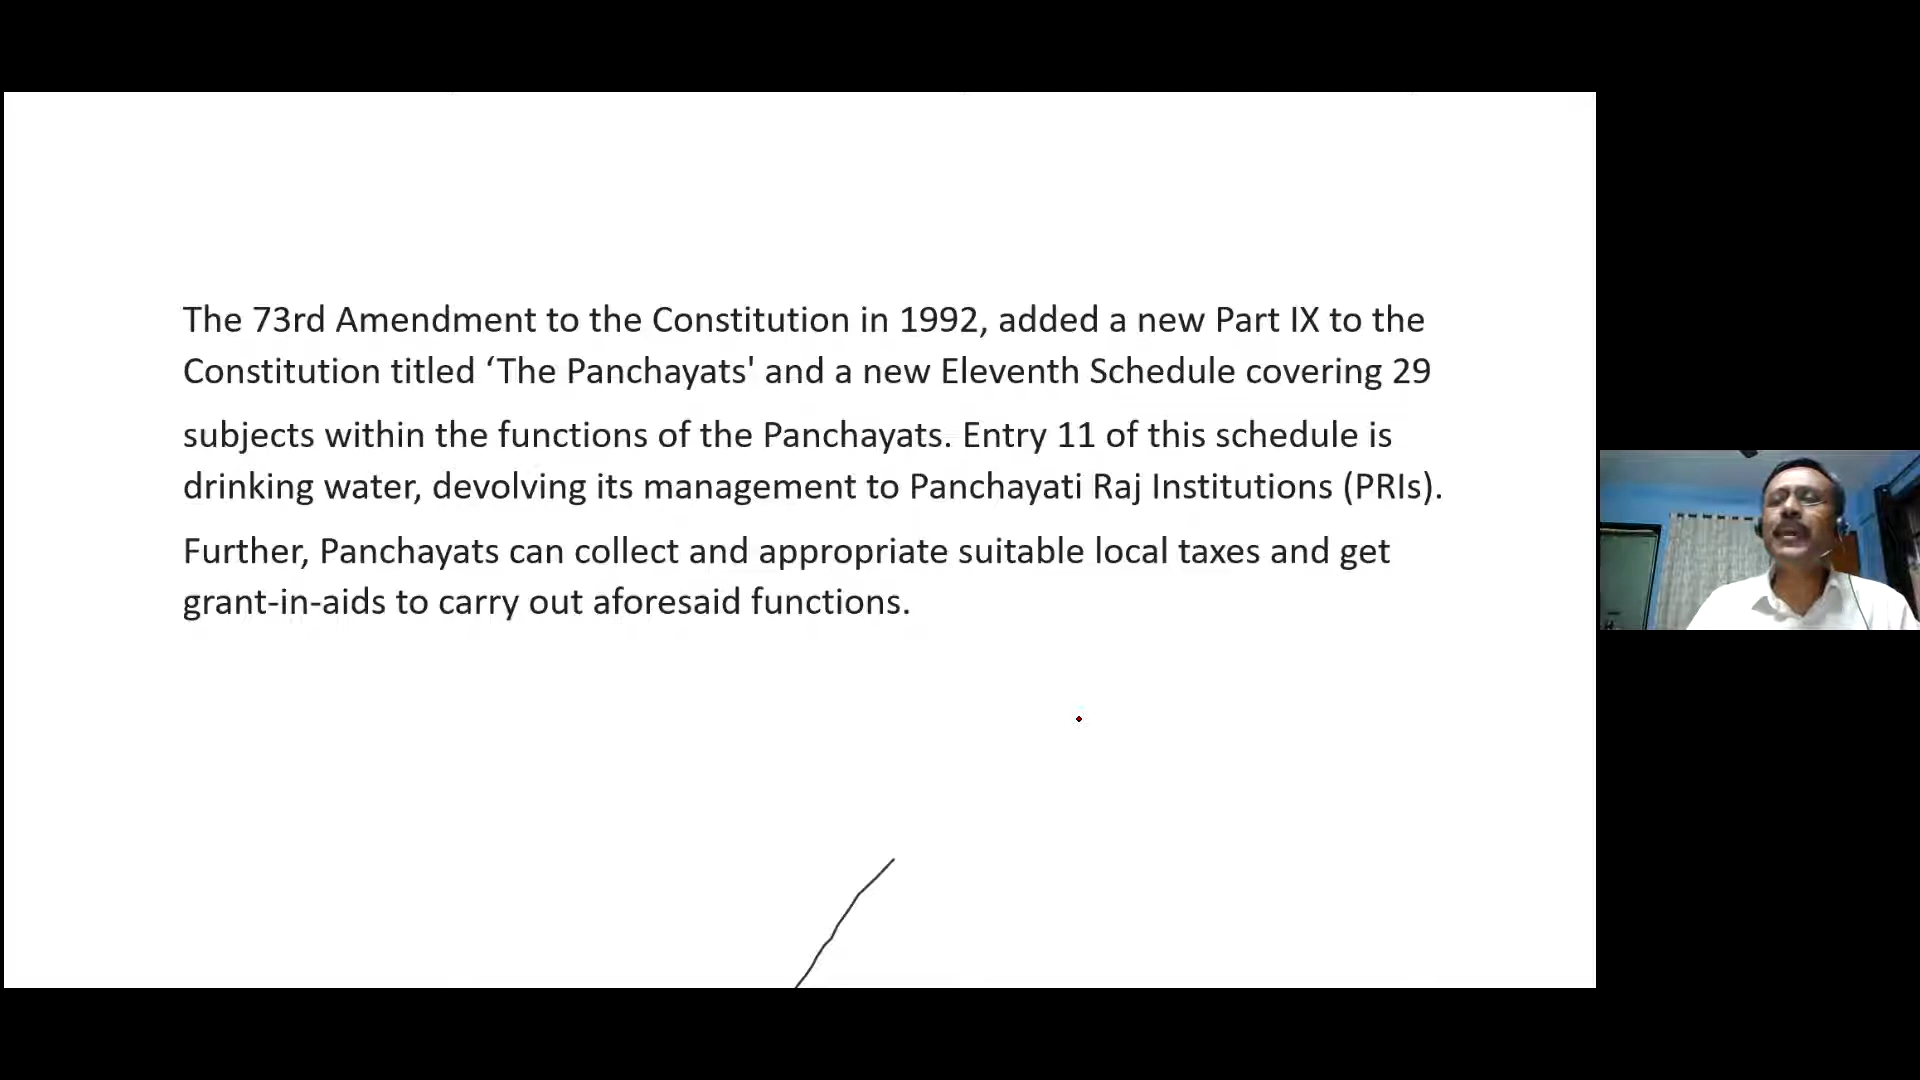 The 73rd Amendment to the Constitution in 1992, added a new Part IX to the
Constitution titled ‘The Panchayats' and a new Eleventh Schedule covering 29
subjects within the functions of the Panchayats. Entry 11 of this schedule is
drinking water, devolving its management to Panchayati Raj Institutions (PRIs).
Further, Panchayats can collect and appropriate suitable local taxes and get
grant-in-aids to carry out aforesaid functions.